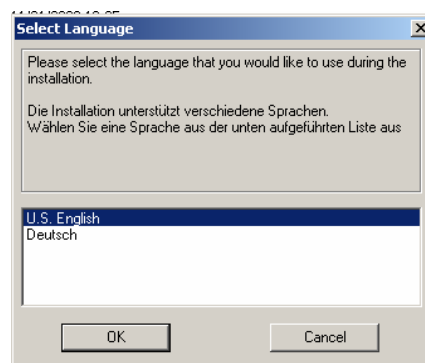 Select Language
Please select the language that you would like to use during the
installation.
Die Installation unterstützt verschiedene Sprachen.
Wählen Sie eine Sprache aus der unten aufgeführten Liste aus
U.S. English
Deutsch
OK
Cancel